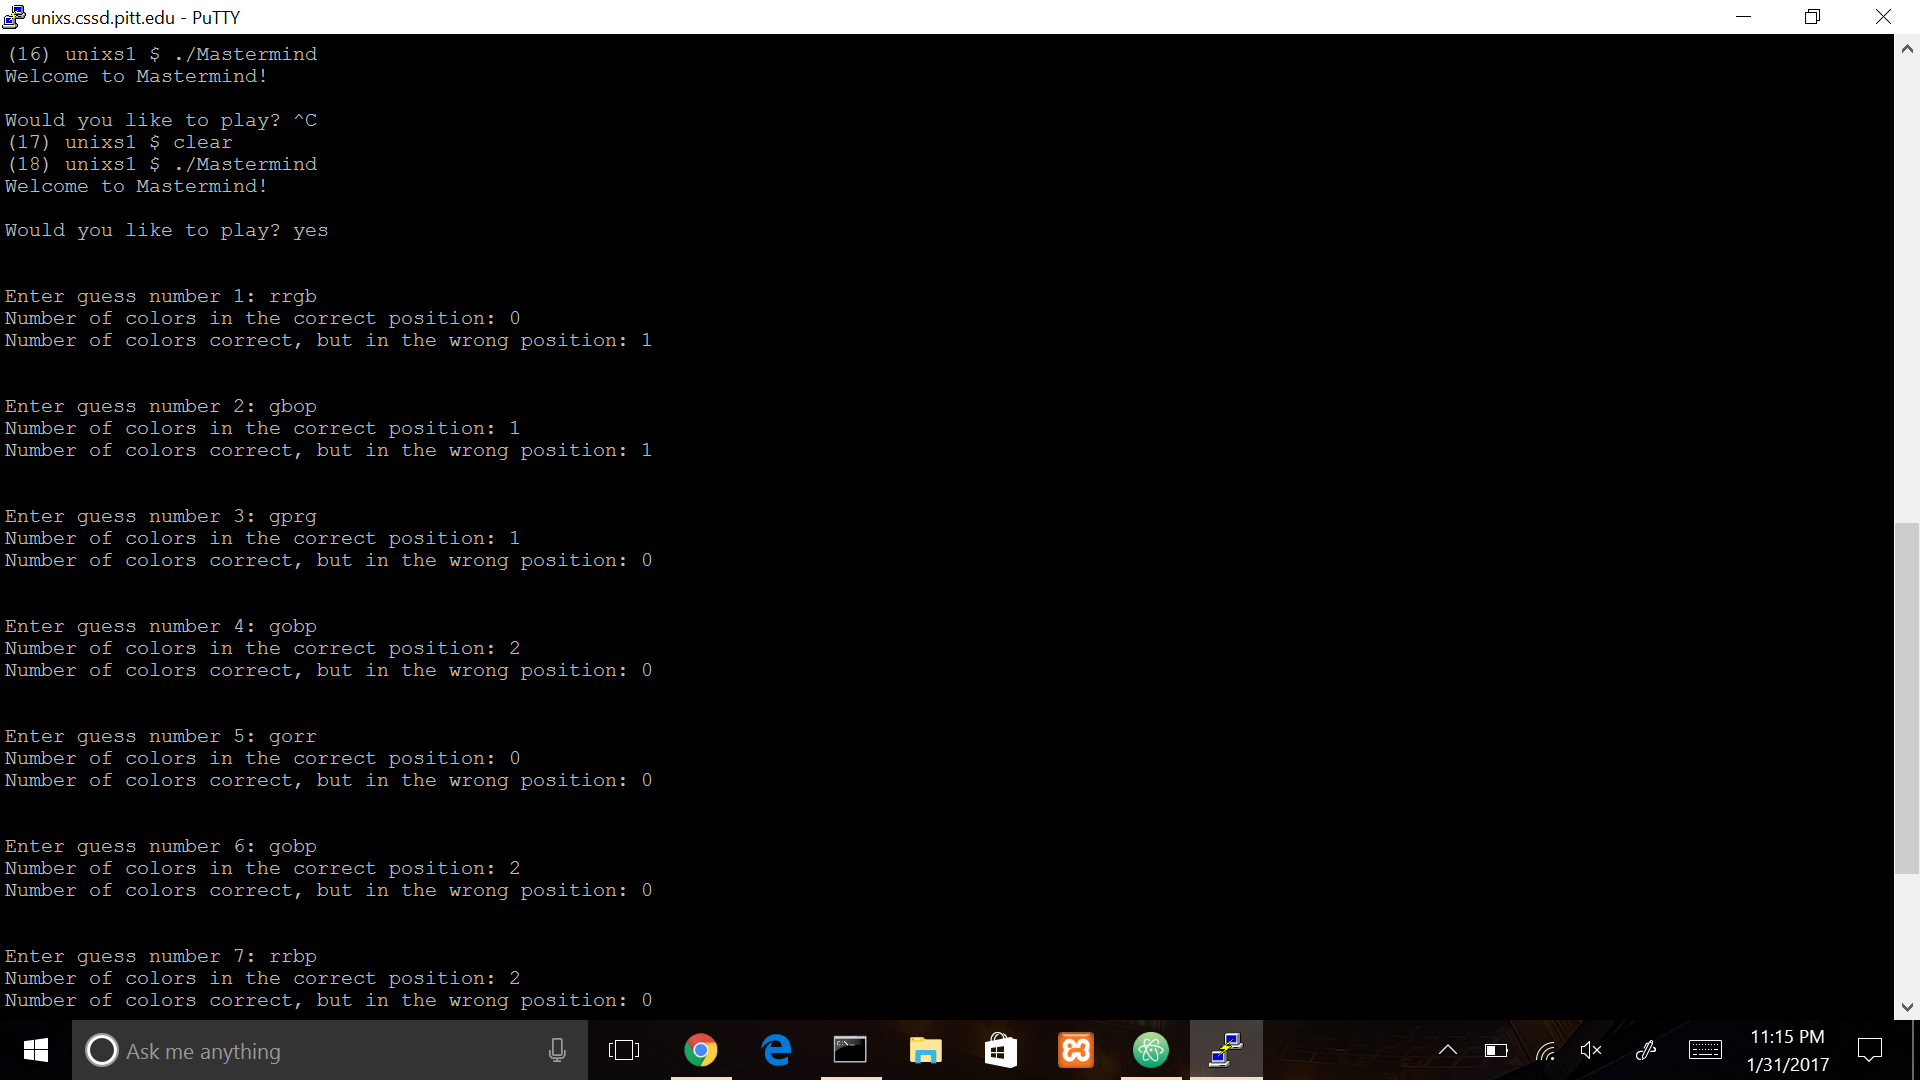 unixs.cssd.pitt.edu - PuTTY
(16) unixs1 $ ./Mastermind
Welcome to Mastermind!
Would you like to play? ^C
(17) unixs1 $ clear
(18) unixs1 $ ./Mastermind
Welcome to Mastermind!
Would you like to play? yes
Enter guess number 1: rrgb
Number of colors in the correct position: 0
Number of colors correct, but in the wrong position: 1
Enter guess number 2: gbop
Number of colors in the correct position: 1
Number of colors correct, but in the wrong position: 1
Enter guess number 3: gprg
Number of colors in the correct position: 1
Number of colors correct, but in the wrong position: 0
Enter guess number 4: gobp
Number of colors in the correct position: 2
Number of colors correct, but in the wrong position: 0
Enter guess number 5: gorr
Number of colors in the correct position: 0
Number of colors correct, but in the wrong position: 0
Enter guess number 6: gobp
Number of colors in the correct position: 2
Number of colors correct, but in the wrong position: 0
Enter guess number 7: rrbp
Number of colors in the correct position: 2
Number of colors correct, but in the wrong position: 0
Ask me anything
11:15 PM
1/31/2017